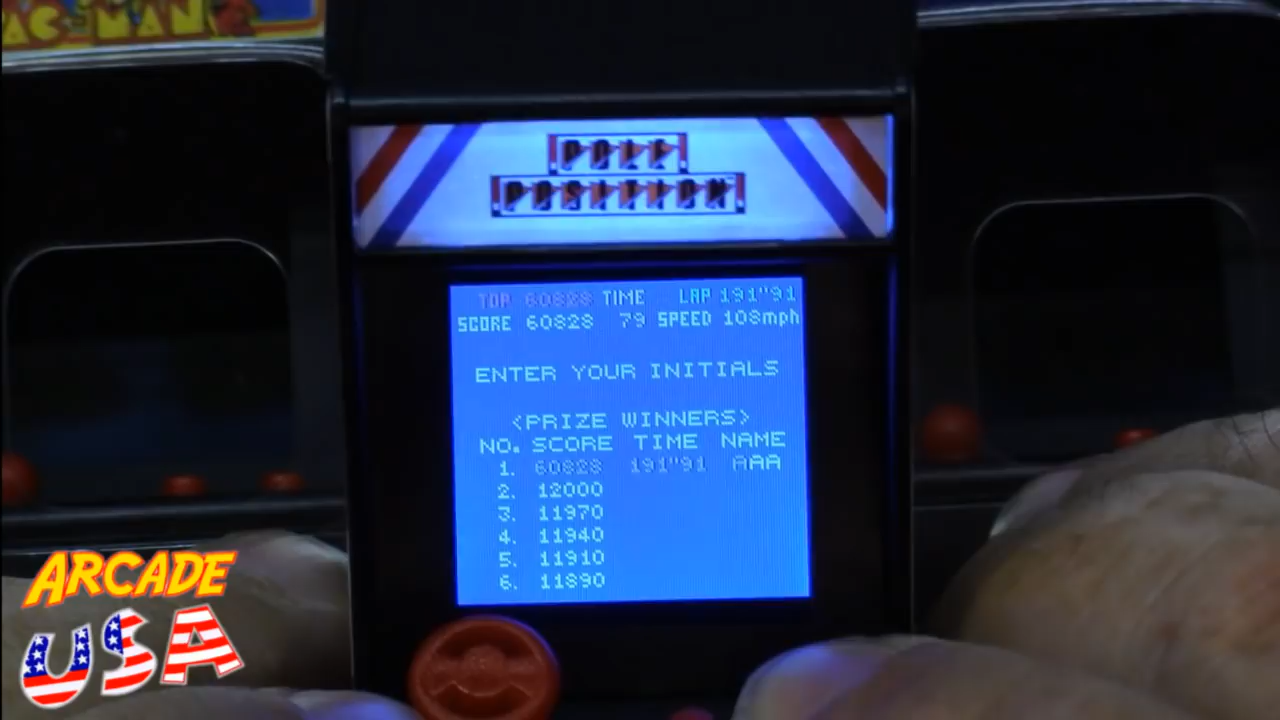 PAC-MAN
POLE
POSITION
TOP 60828 TIME LAP 191"91
SCORE 60828 79 SPEED 108mph
ENTER YOUR INITIALS
<PRIZE WINNERS>
NO. SCORE TIME NAME
1. 60828 191"91 AAA
2. 12000
3. 11970
4. 11940
5. 11910
6. 11890
ARCADE
USA